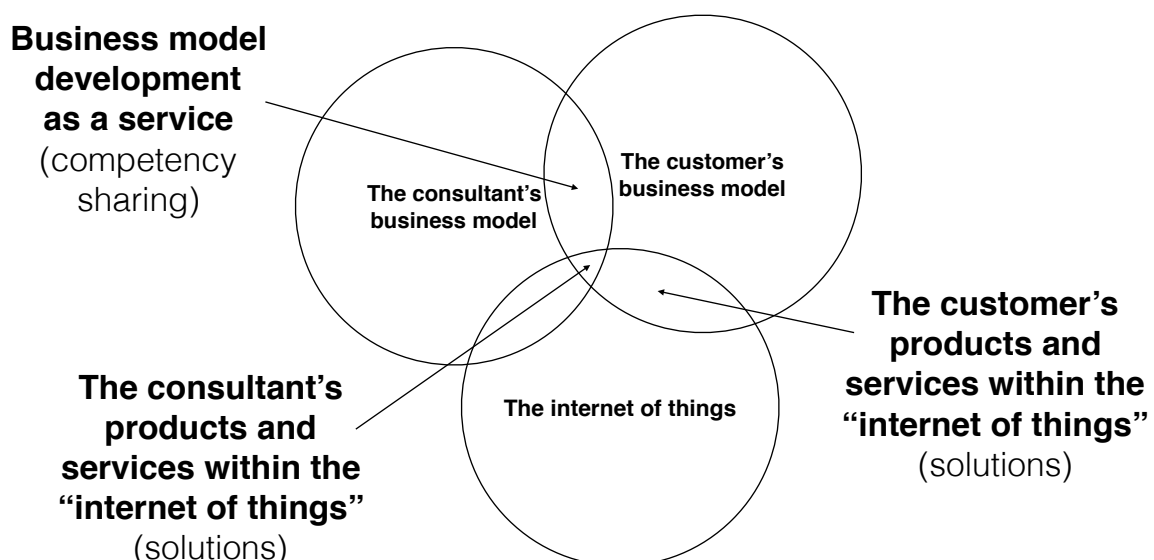 Business model
development
as a service
(competency
sharing)
The consultant’s
business model
The customer’s
business model
The internet of things
The customer’s
products and
services within the
“internet of things”
(solutions)
The consultant’s
products and
services within the
“internet of things”
(solutions)